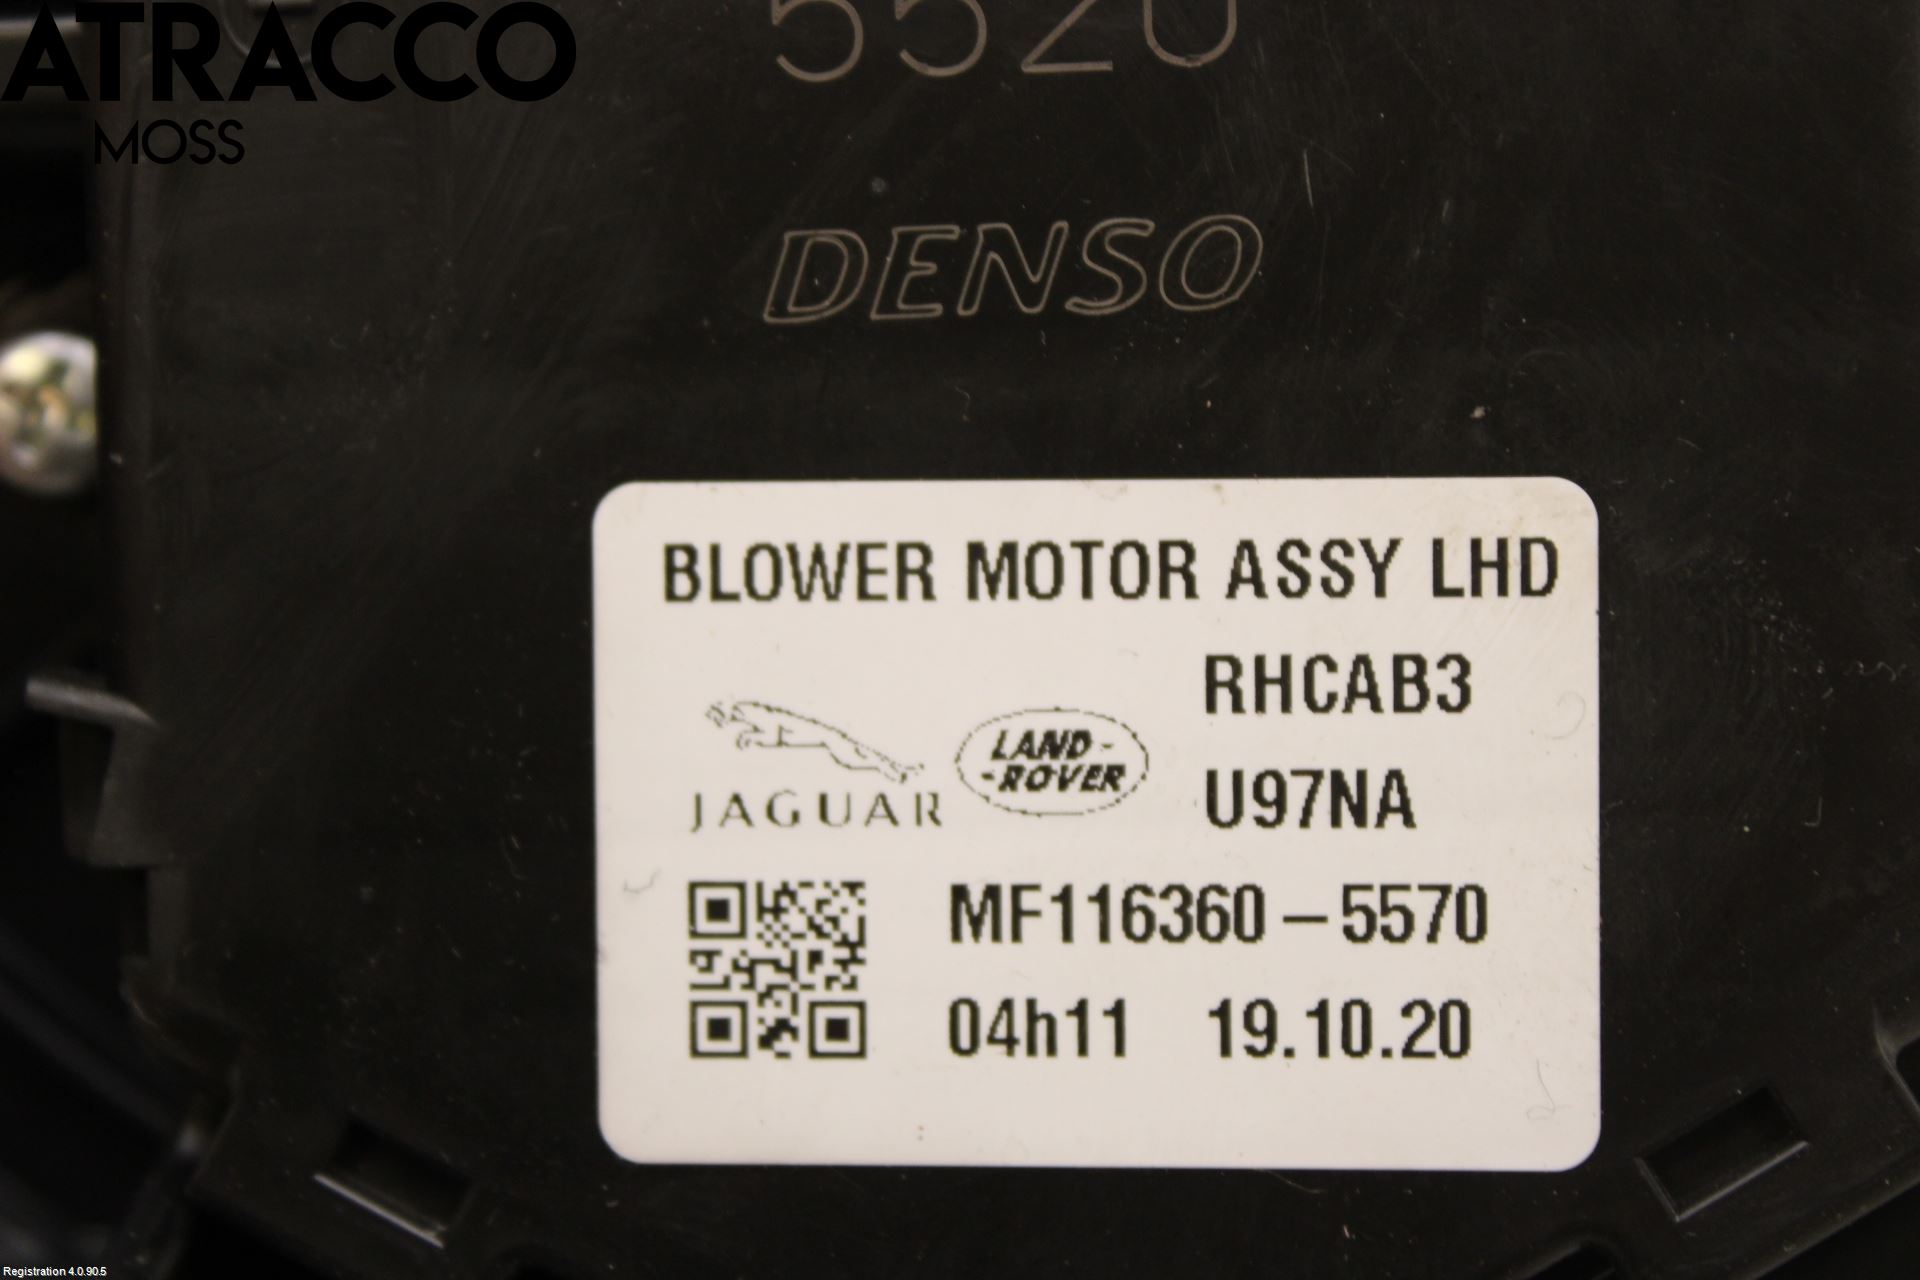 ATRACCO
MOSS
5520
DENSO
BLOWER MOTOR ASSY LHD
RHCAB3
JAGUAR
LAND-
-ROVER
U97NA
MF116360-5570
04h11 19.10.20
Registration 4.0.90.5